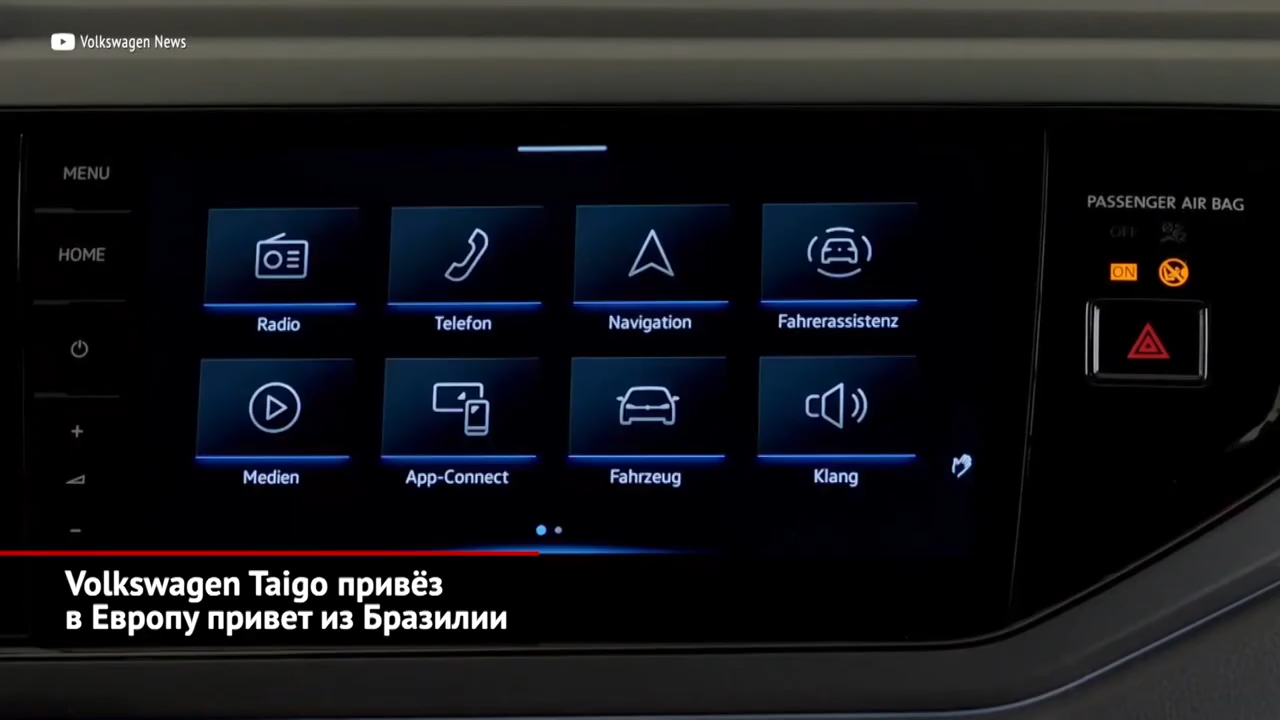 Volkswagen News
MENU
HOME
PASSENGER AIR BAG
OFF
ON
Radio
Telefon
Navigation
Fahrerassistenz
Medien
App-Connect
Fahrzeug
Klang
Volkswagen Taigo привёз
в Европу привет из Бразилии